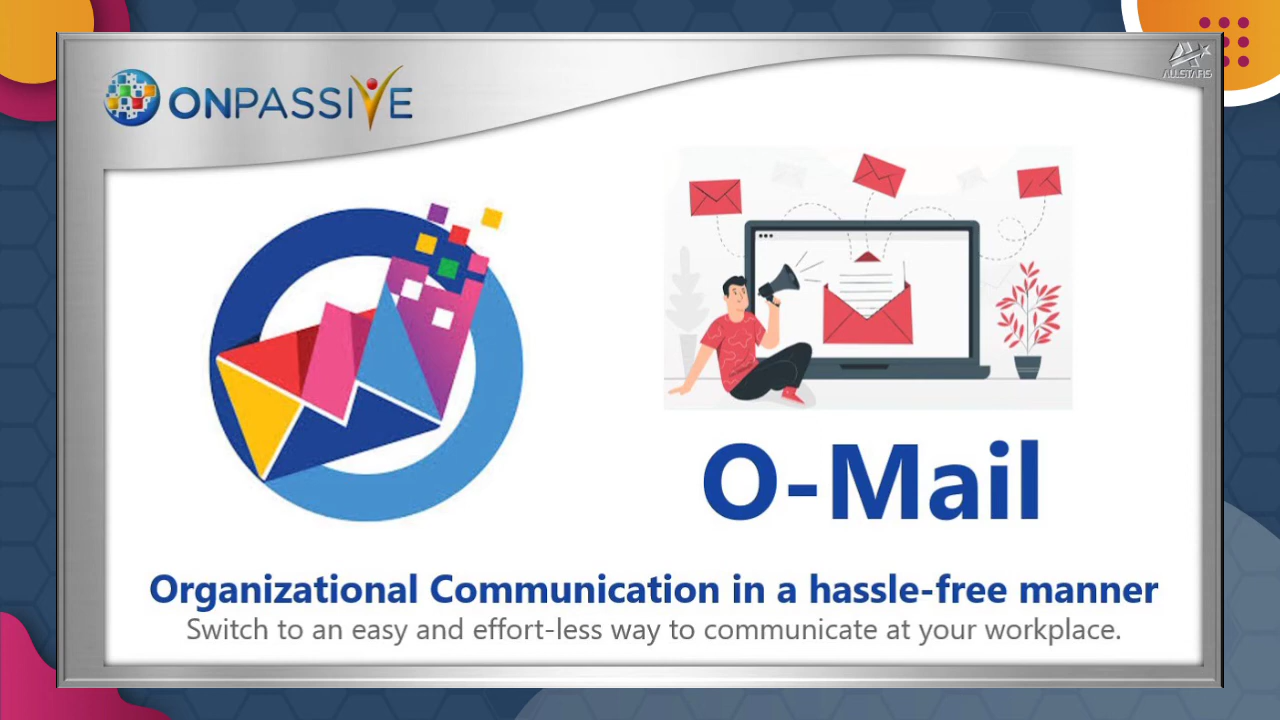 ONPASSIVE
ALLSTARS
O-Mail
Organizational Communication in a hassle-free manner
Switch to an easy and effort-less way to communicate at your workplace.